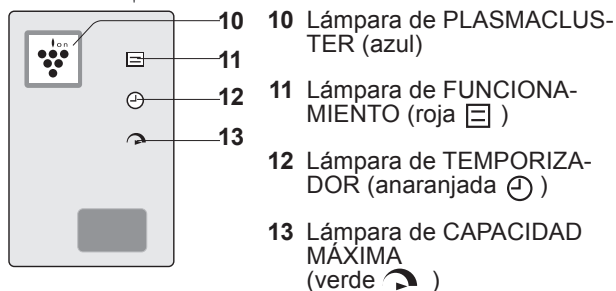 ion
10
11
12
13
10 Lámpara de PLASMACLUS-
TER (azul)
11 Lámpara de FUNCIONA-
MIENTO (roja )
12 Lámpara de TEMPORIZA-
DOR (anaranjada )
13 Lámpara de CAPACIDAD
MÁXIMA
(verde )